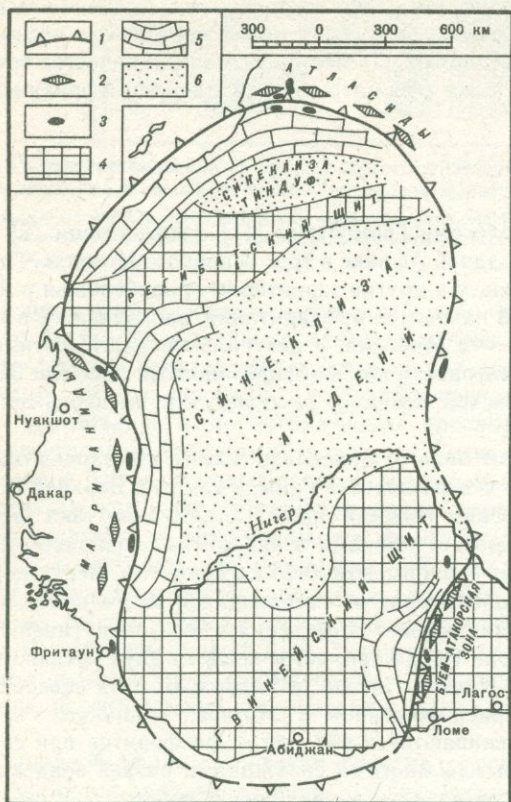 300 0 300 600 км
1
2
3
4
5
6
АТЛАСИДЫ
СИНЕКЛИЗА
ТИНДУФ
РЕГИБСКИЙ ЩИТ
СИНЕКЛИЗА
ТАУДЕНИ
МАВРИТАНИДЫ
Нуакшот
Дакар
Нигер
ГВИНЕЙСКИЙ ЩИТ
Фритаун
БУЕМ-АТАКОРСКАЯ
ЗОНА
Лагос
Ломе
Абиджан